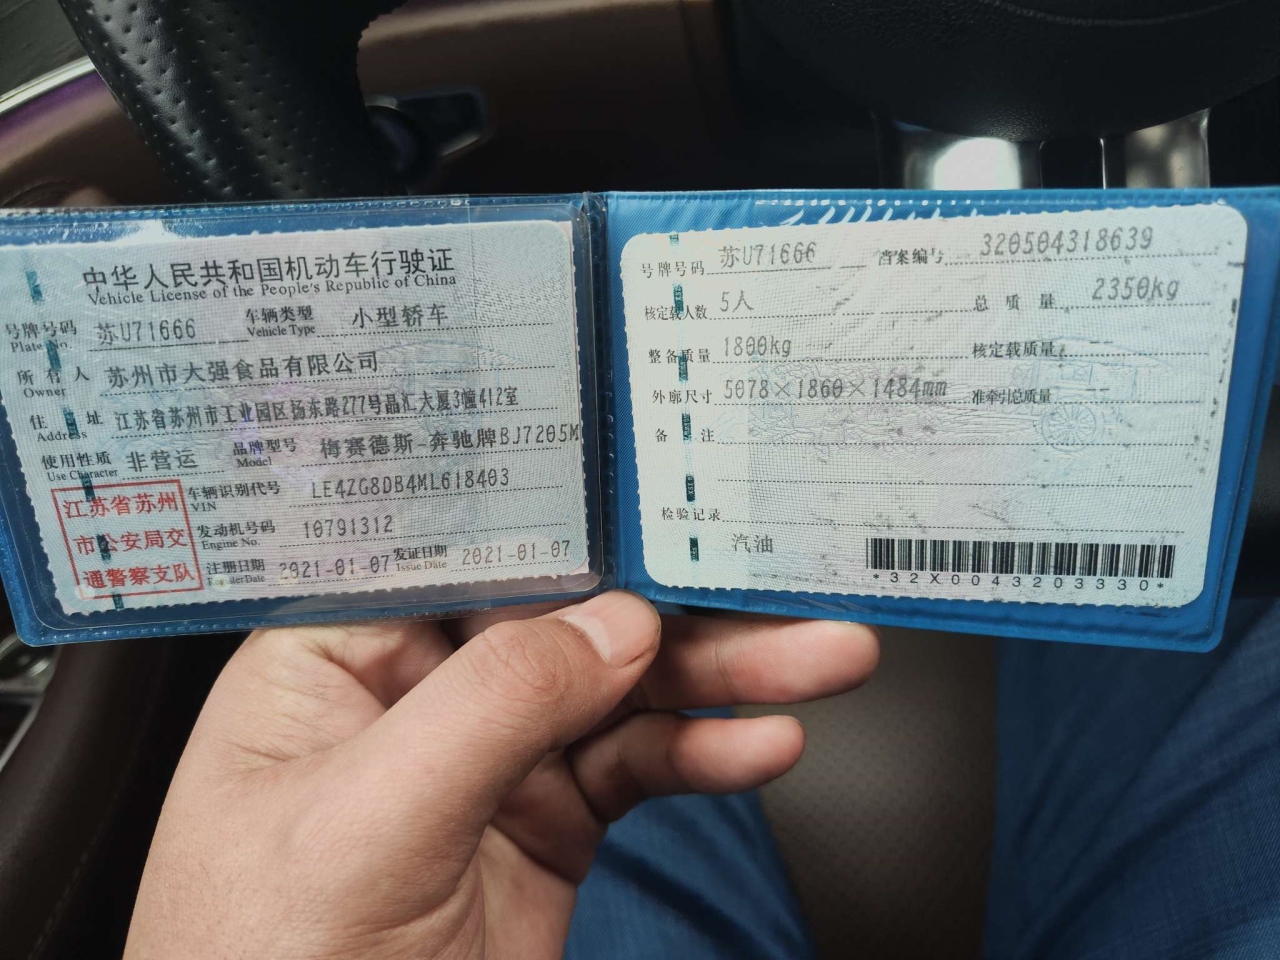 中华人民共和国机动车行驶证
Vehicle License of the People's Republic of China
号牌号码 苏U71666 车辆类型 小型轿车
Plate No. Vehicle Type
所有人 苏州市大强食品有限公司
Owner
住址 江苏省苏州市工业园区杨东路277号晶汇大厦3幢412室
Address
使用性质 非营运 品牌型号 梅赛德斯-奔驰牌BJ7205M
Use Character Model
江苏省苏州
市公安局交
通警察支队
车辆识别代号 LE4ZG8DB4ML618403
VIN
发动机号码 10791312
Engine No.
注册日期 2021-01-07 发证日期 2021-01-07
Register Date Issue Date
号牌号码 苏U71666 档案编号 320504318639
核定载人数 5人 总质量 2350kg
整备质量 1800kg 核定载质量 --
外廓尺寸 5078×1860×1484mm 准牵引总质量 --
备注
检验记录
汽油
*32X0043203330*